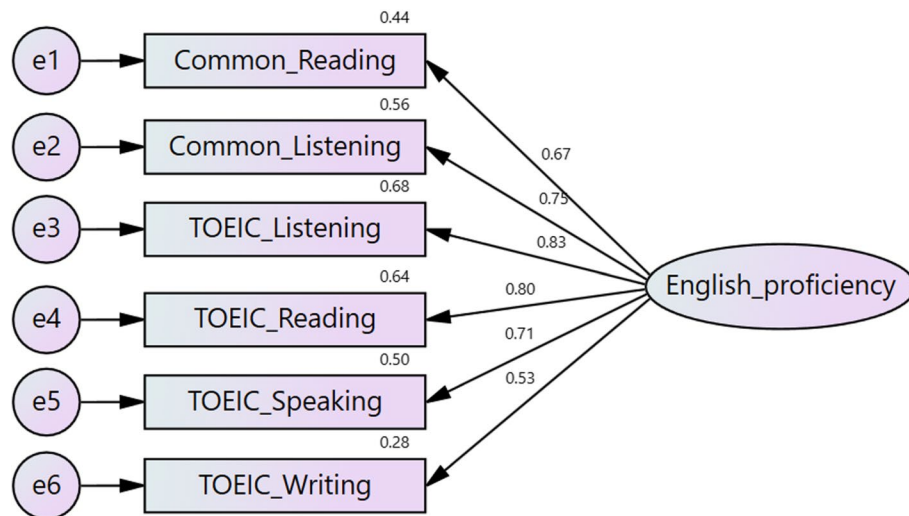 0.44
e1 Common_Reading
0.56
e2 Common_Listening
0.67
0.68
0.75
e3 TOEIC_Listening
0.83
0.64
0.80
English_proficiency
e4 TOEIC_Reading
0.50
0.71
e5 TOEIC_Speaking
0.53
0.28
e6 TOEIC_Writing